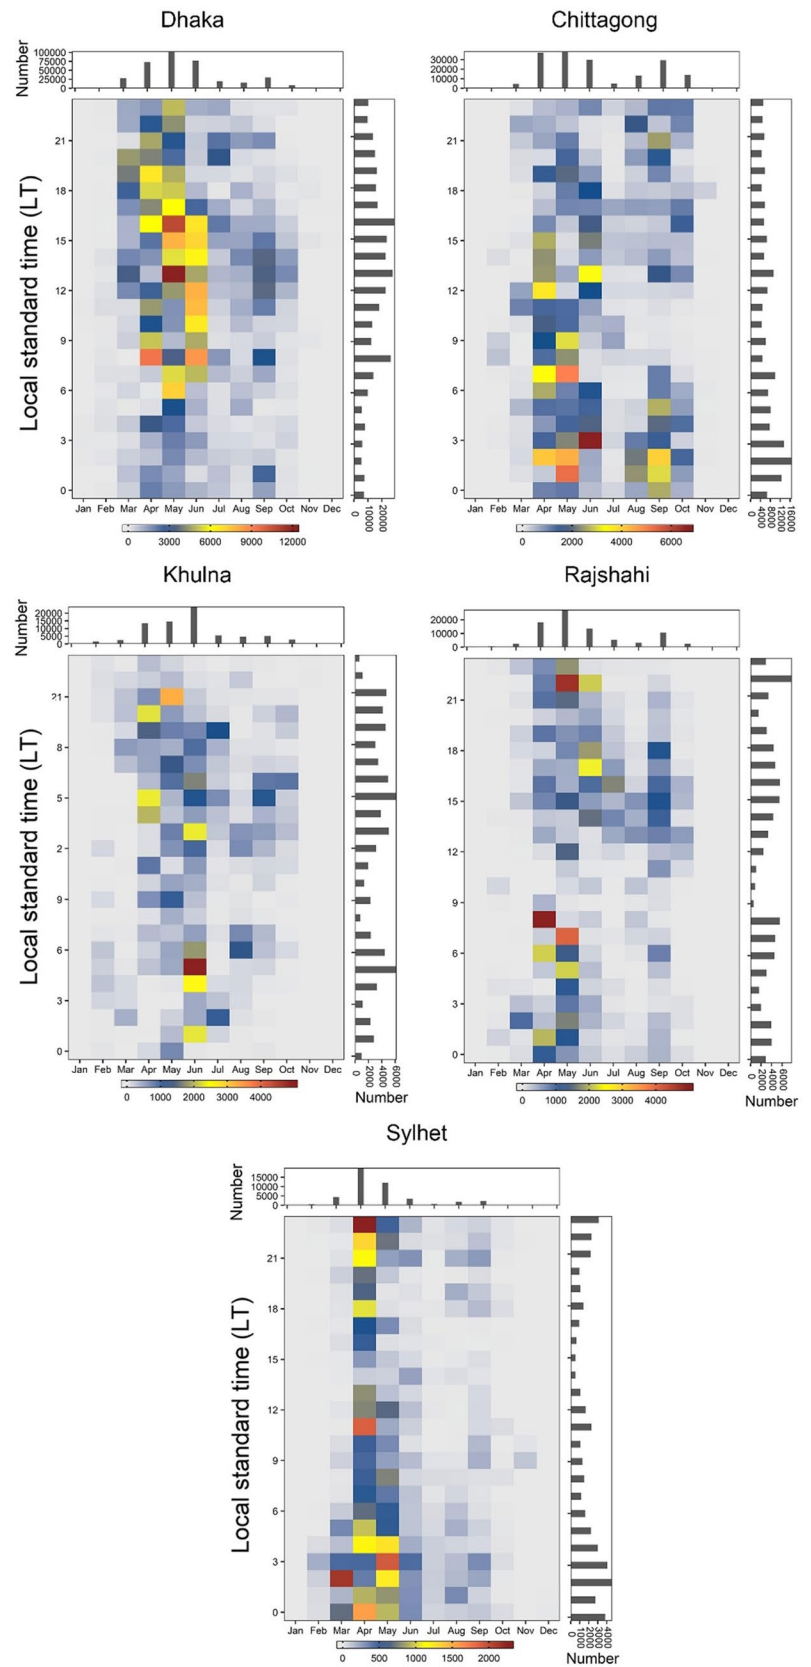 Dhaka
Chittagong
Number
100000
75000
50000
25000
0
30000
20000
10000
0
Local standard time (LT)
21
18
15
12
9
6
3
0
21
18
15
12
9
6
3
0
Jan Feb Mar Apr May Jun Jul Aug Sep Oct Nov Dec
0 10000 20000
Jan Feb Mar Apr May Jun Jul Aug Sep Oct Nov Dec
0 4000 8000 12000 16000
0 3000 6000 9000 12000
0 2000 4000 6000
Khulna
Rajshahi
Number
20000
15000
10000
5000
0
20000
10000
0
Local standard time (LT)
21
8
5
2
9
6
3
0
21
18
15
12
9
6
3
0
Jan Feb Mar Apr May Jun Jul Aug Sep Oct Nov Dec
0 2000 4000 6000
Number
Jan Feb Mar Apr May Jun Jul Aug Sep Oct Nov Dec
0 2000 4000 6000
Number
0 1000 2000 3000 4000
0 1000 2000 3000 4000
Sylhet
Number
15000
10000
5000
0
Local standard time (LT)
21
18
15
12
9
6
3
0
Jan Feb Mar Apr May Jun Jul Aug Sep Oct Nov Dec
0 1000 2000 3000 4000
Number
0 500 1000 1500 2000